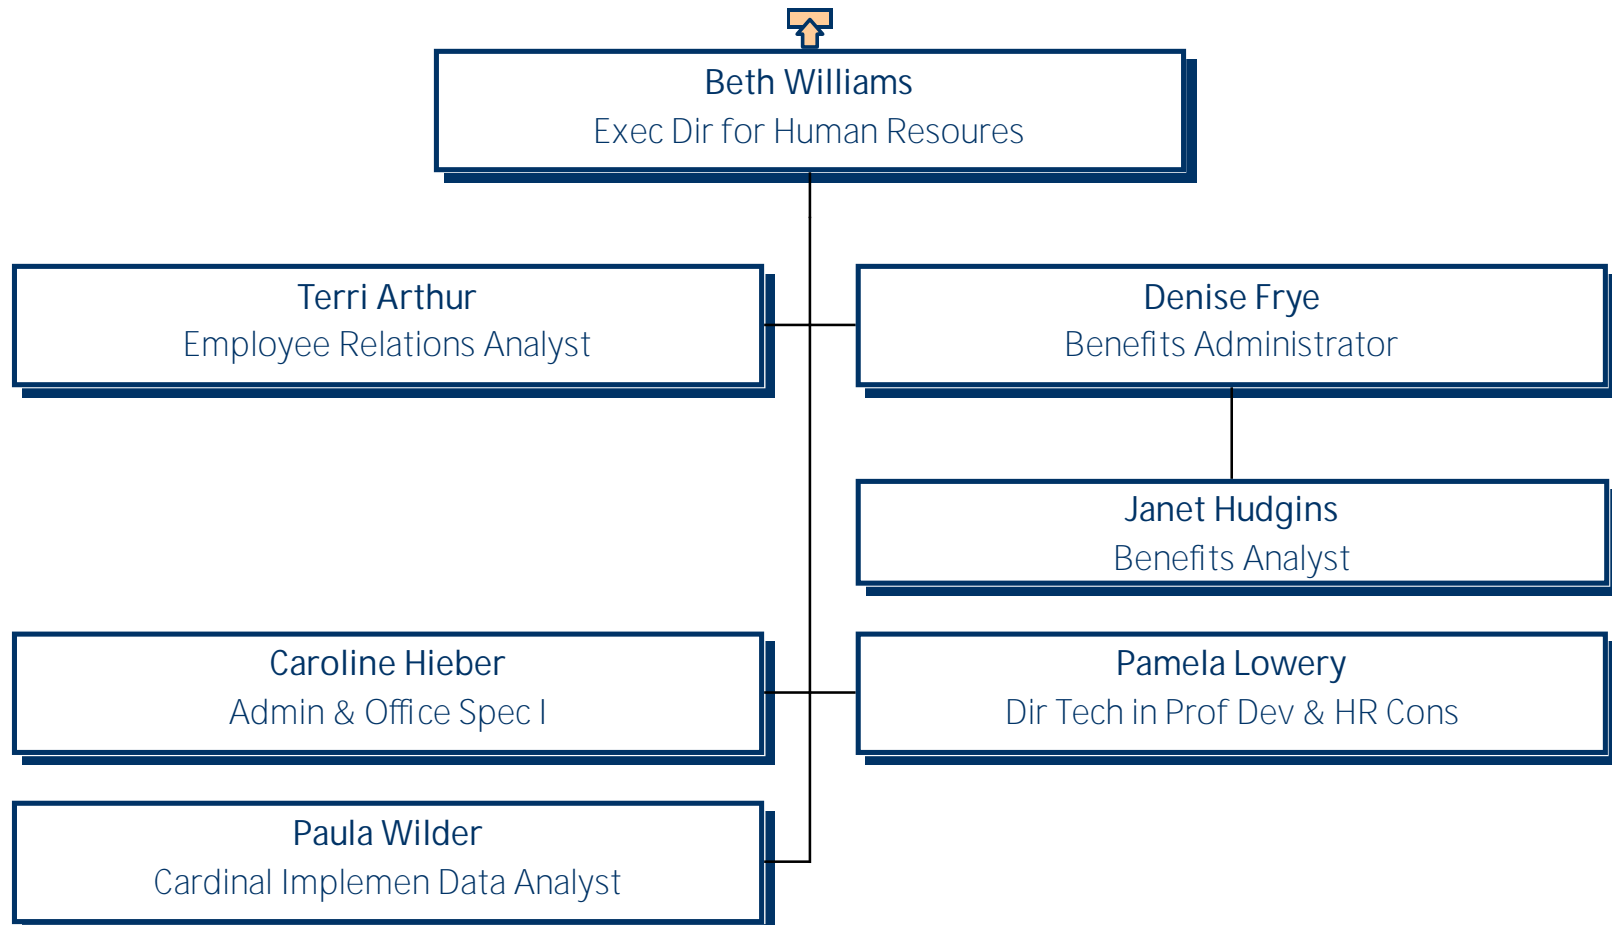 Beth Williams
Exec Dir for Human Resoures
Terri Arthur
Employee Relations Analyst
Denise Frye
Benefits Administrator
Janet Hudgins
Benefits Analyst
Caroline Hieber
Admin & Office Spec I
Pamela Lowery
Dir Tech in Prof Dev & HR Cons
Paula Wilder
Cardinal Implemen Data Analyst